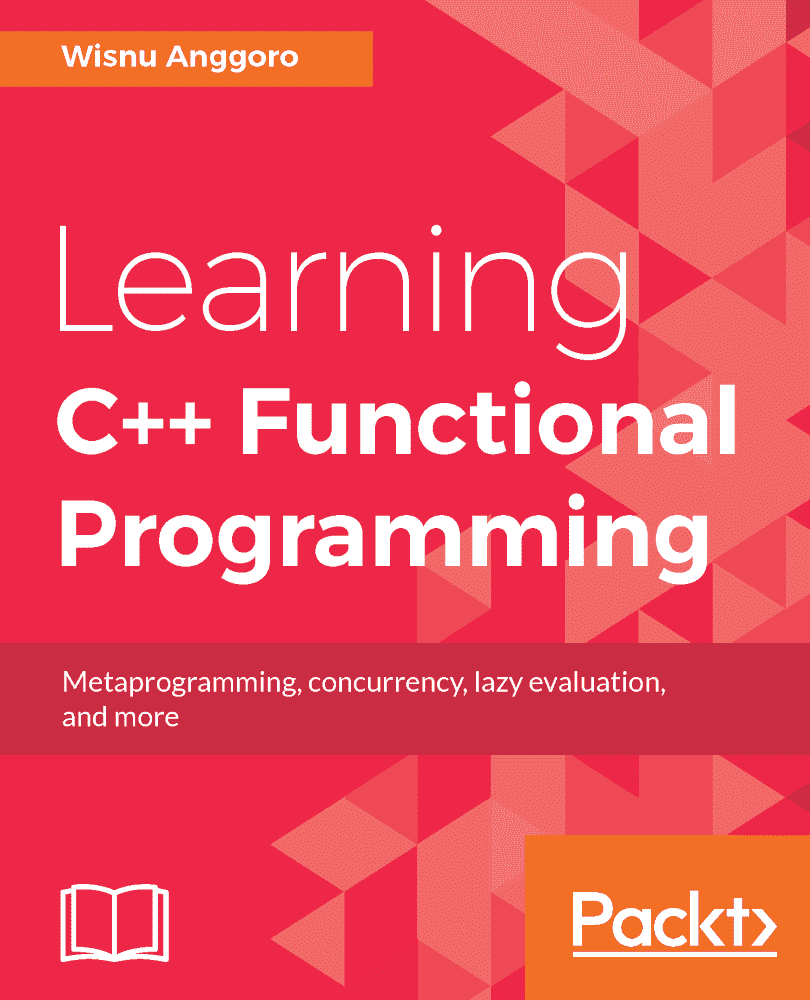 Wisnu Anggoro
Learning
C++ Functional
Programming
Metaprogramming, concurrency, lazy evaluation,
and more
Packt>